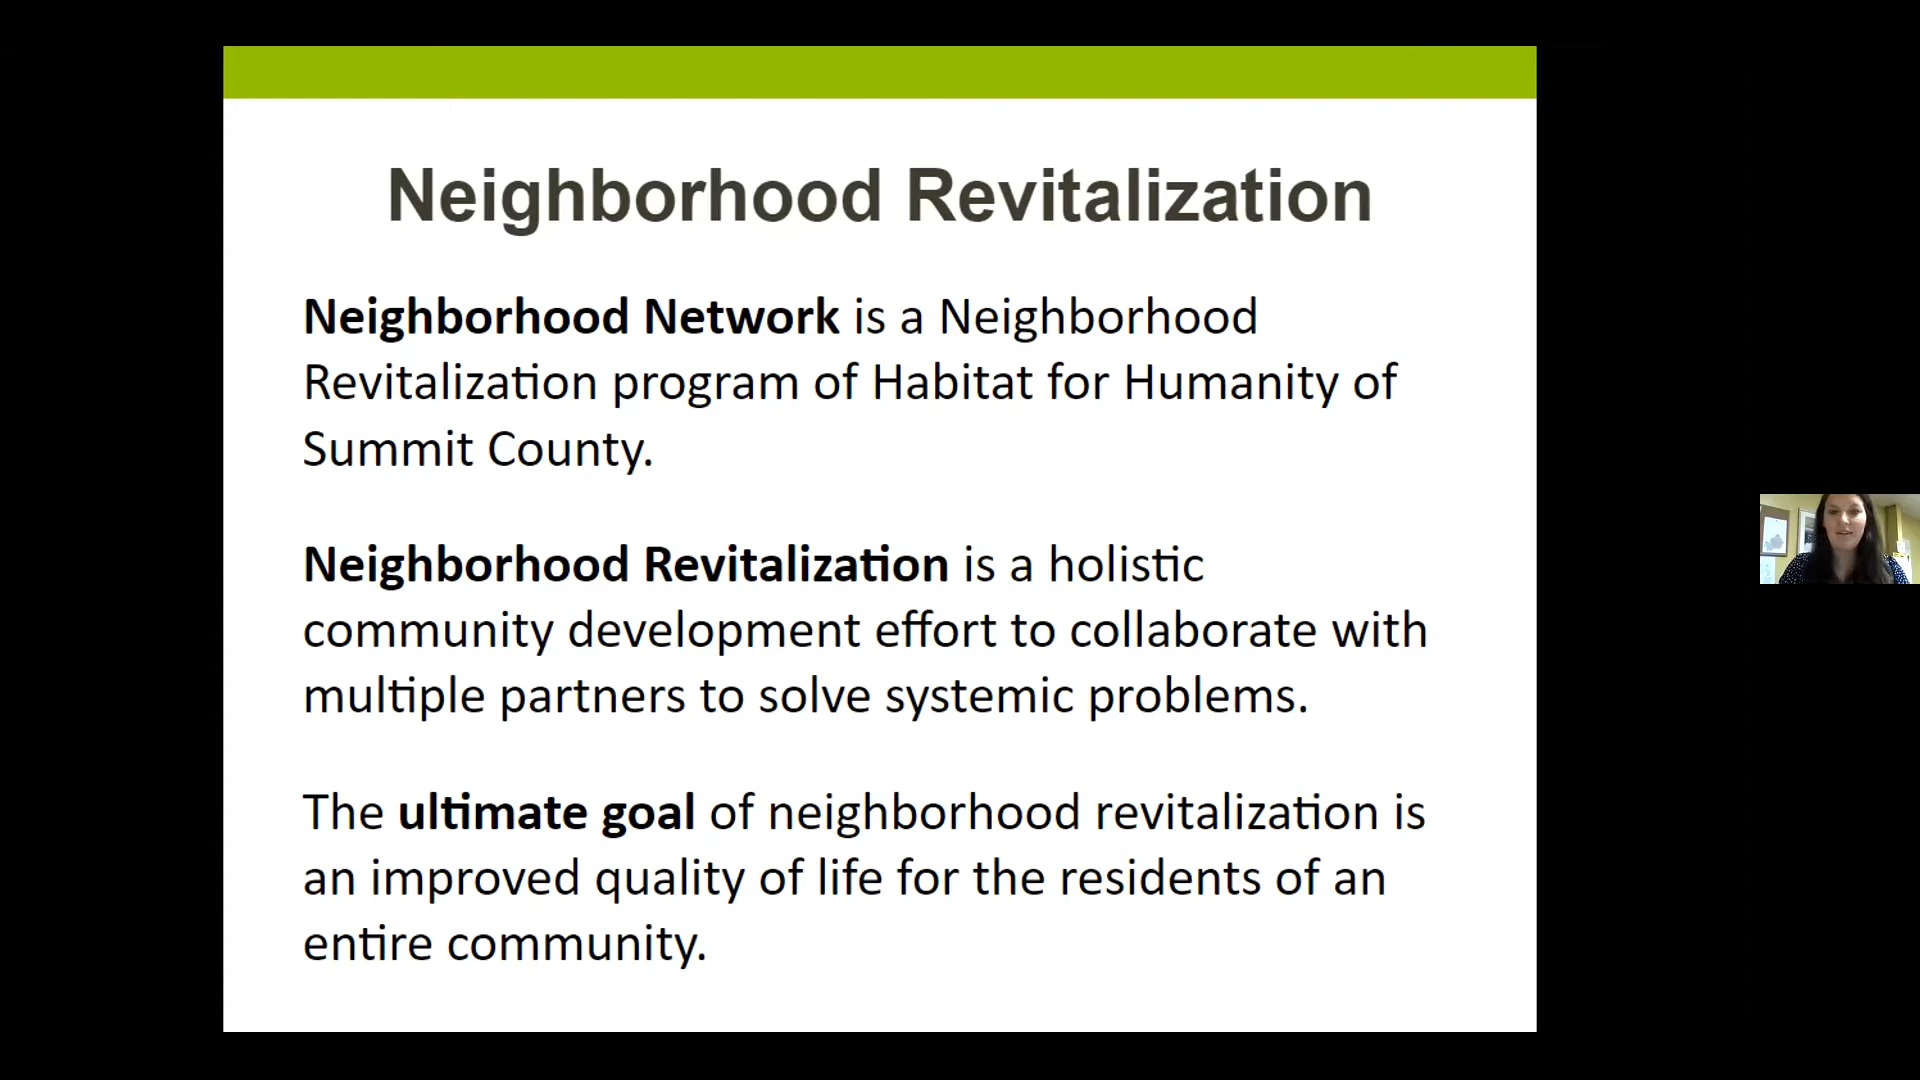 Neighborhood Revitalization
Neighborhood Network is a Neighborhood
Revitalization program of Habitat for Humanity of
Summit County.
Neighborhood Revitalization is a holistic
community development effort to collaborate with
multiple partners to solve systemic problems.
The ultimate goal of neighborhood revitalization is
an improved quality of life for the residents of an
entire community.